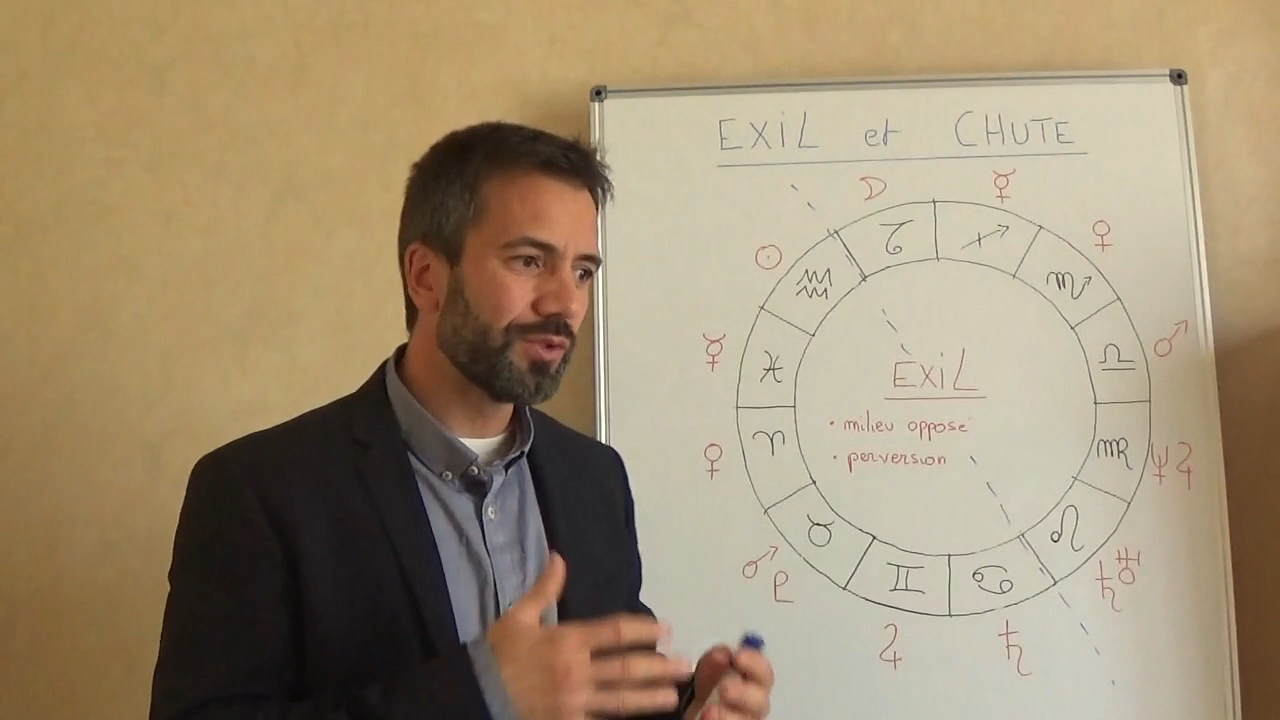 EXiL et CHUTE
☽ ☿
☉ ♒ ♑ ♐ ♏ ♀
☿ ♓ ♎ ♂
EXiL
• milieu opposé
• perversion
♀ ♈ ♍ ♆ ♃
♂ ♇ ♉ ♊ ♋ ♌ ♄ ♅
♃ ♄